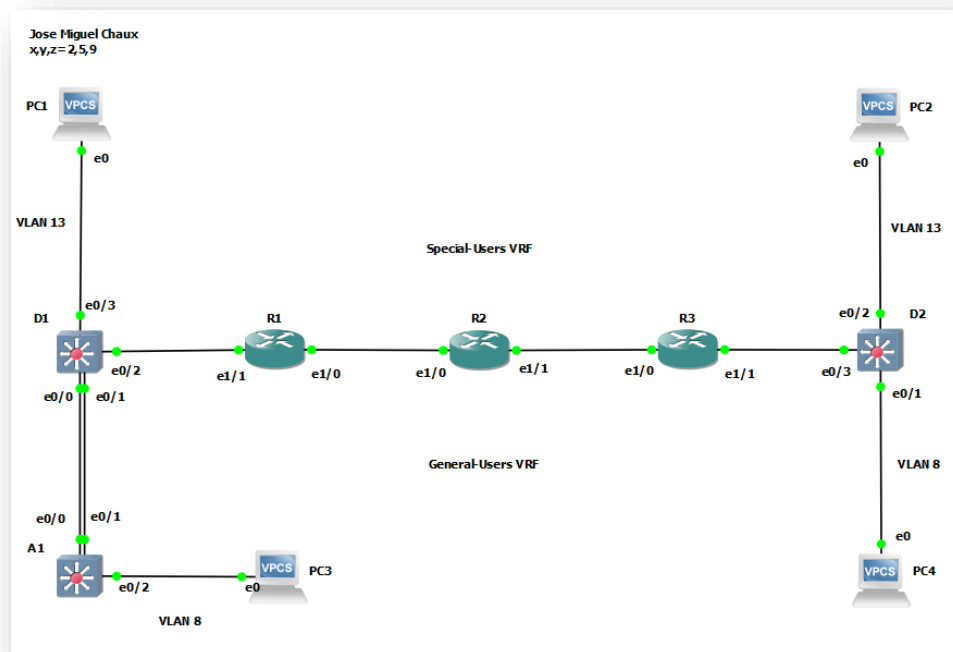 Jose Miguel Chaux
x,y,z= 2,5,9
PC1
VPCS
e0
VPCS
PC2
e0
VLAN 13
VLAN 13
Special-Users VRF
e0/3
D1
R1
R2
R3
e0/2
D2
e0/2
e1/1
e1/0
e1/0
e1/1
e1/0
e1/1
e0/3
e0/0
e0/1
e0/1
General-Users VRF
VLAN 8
e0/0
e0/1
e0
A1
e0/2
e0
VPCS
PC3
VPCS
PC4
VLAN 8